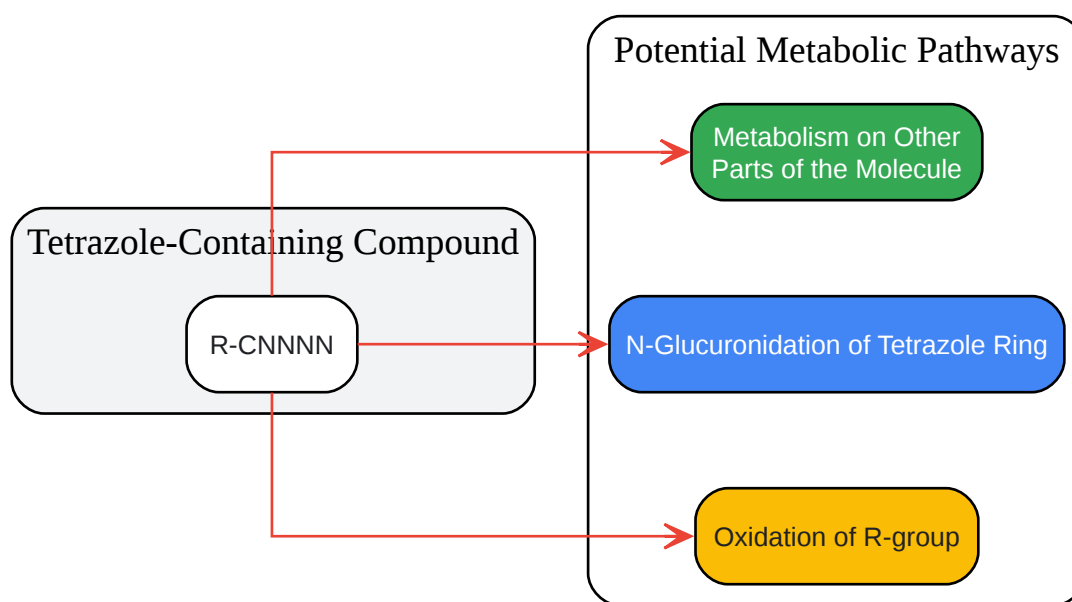 Potential Metabolic Pathways
Metabolism on Other
Parts of the Molecule
Tetrazole-Containing Compound
R-CNNNN
N-Glucuronidation of Tetrazole Ring
Oxidation of R-group